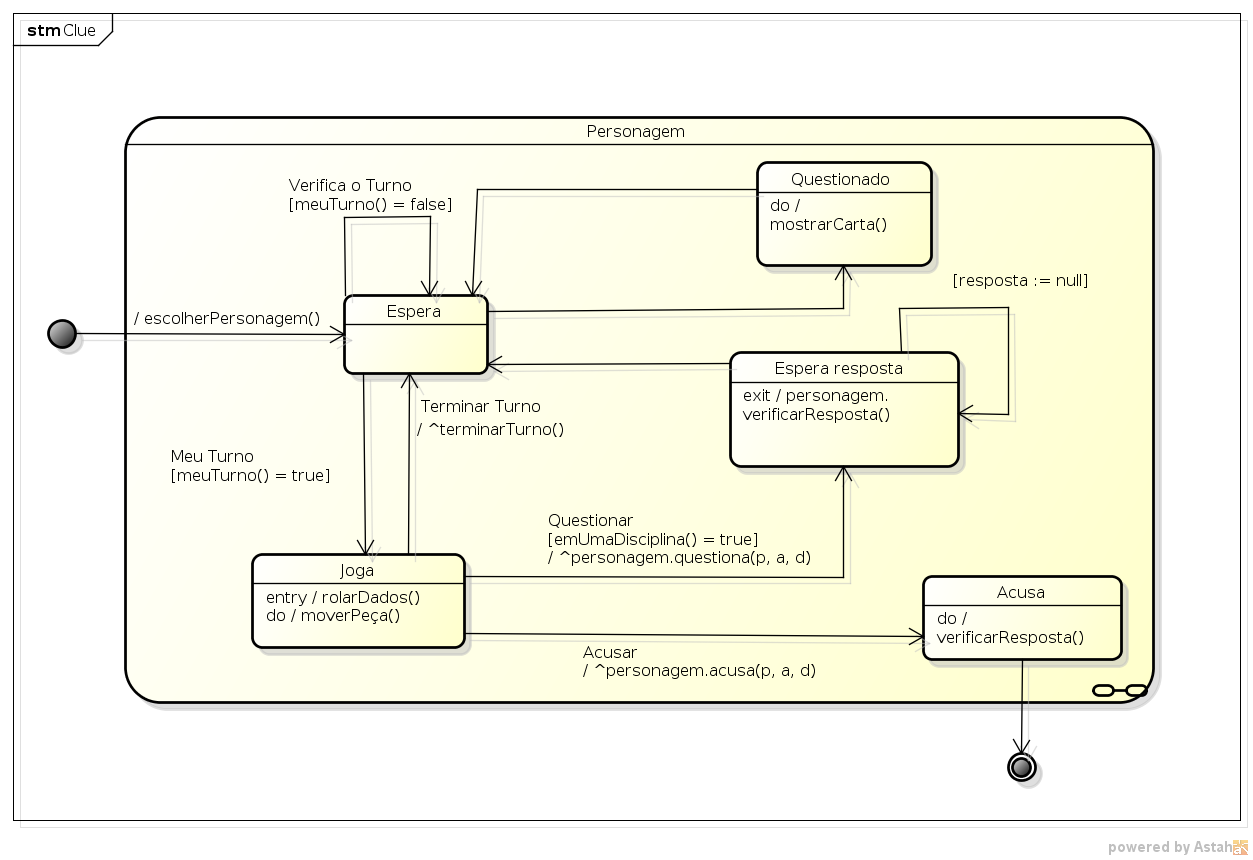 stm Clue
Personagem
Verifica o Turno
[meuTurno() = false]
Questionado
do /
mostrarCarta()
[resposta := null]
/ escolherPersonagem()
Espera
Espera resposta
exit / personagem.
verificarResposta()
Terminar Turno
/ ^terminarTurno()
Meu Turno
[meuTurno() = true]
Questionar
[emUmaDisciplina() = true]
/ ^personagem.questiona(p, a, d)
Joga
entry / rolarDados()
do / moverPeça()
Acusa
do /
verificarResposta()
Acusar
/ ^personagem.acusa(p, a, d)
powered by Astah